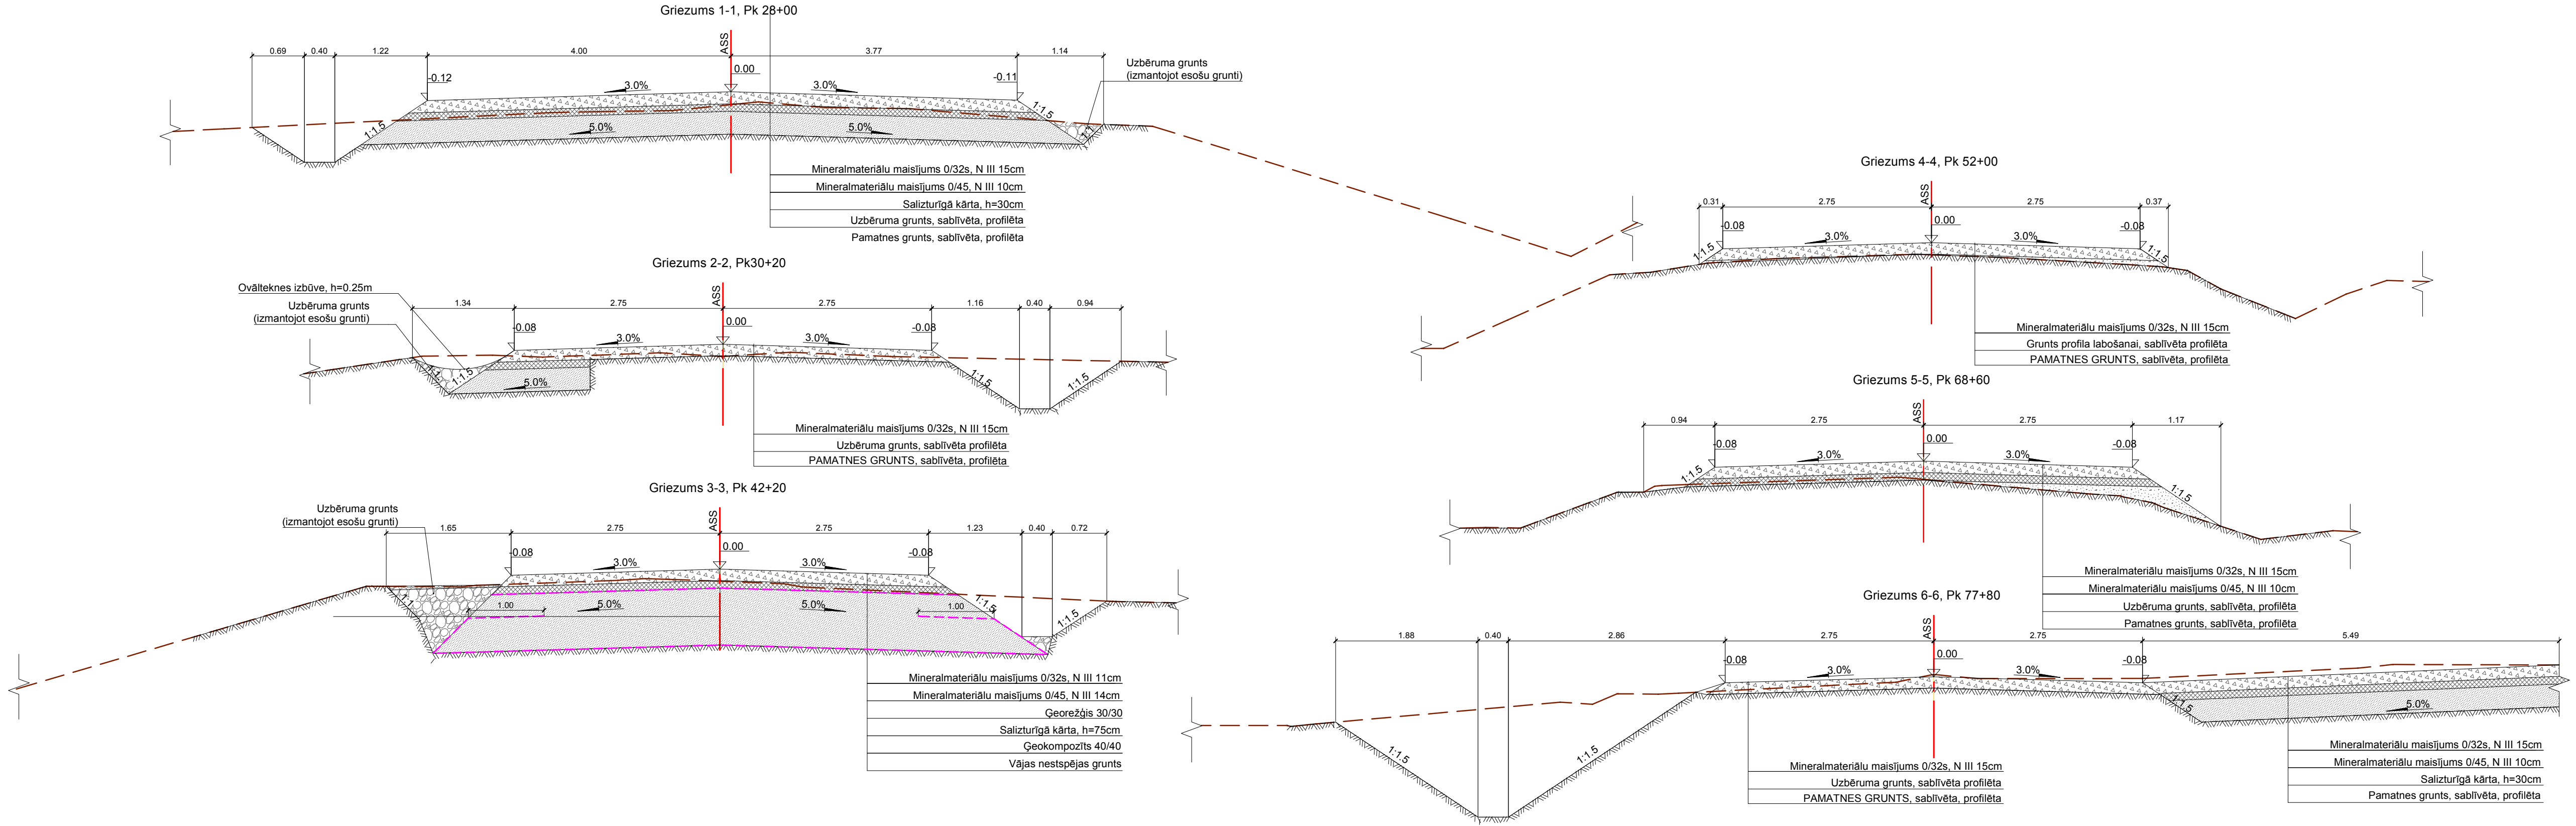 Griezums 1-1, Pk 28+00
ASS
0.69 0.40 1.22 4.00 3.77 1.14
Uzbēruma grunts
(izmantojot esošu grunti)
-0.12 0.00 -0.11
3.0% 3.0%
1:1.5 1:1.5 1:1
5.0% 5.0%
Mineralmateriālu maisījums 0/32s, N III 15cm
Mineralmateriālu maisījums 0/45, N III 10cm
Salizturīgā kārta, h=30cm
Uzbēruma grunts, sablīvēta, profilēta
Pamatnes grunts, sablīvēta, profilēta
Griezums 2-2, Pk30+20
Ovālteknes izbūve, h=0.25m
Uzbēruma grunts
(izmantojot esošu grunti)
ASS
1.34 2.75 2.75 1.16 0.40 0.94
-0.08 0.00 -0.08
3.0% 3.0%
1:1 1:1.5 5.0% 1:1.5 1:1.5
Mineralmateriālu maisījums 0/32s, N III 15cm
Uzbēruma grunts, sablīvēta profilēta
PAMATNES GRUNTS, sablīvēta, profilēta
Griezums 3-3, Pk 42+20
Uzbēruma grunts
(izmantojot esošu grunti)
ASS
1.65 2.75 2.75 1.23 0.40 0.72
-0.08 0.00 -0.08
3.0% 3.0%
1:1 1.00 5.0% 5.0% 1.00 1:1.5 1:1.5
Mineralmateriālu maisījums 0/32s, N III 11cm
Mineralmateriālu maisījums 0/45, N III 14cm
Ģeorežģis 30/30
Salizturīgā kārta, h=75cm
Ģeokompozīts 40/40
Vājas nestspējas grunts
Griezums 4-4, Pk 52+00
ASS
0.31 2.75 2.75 0.37
-0.08 0.00 -0.08
3.0% 3.0%
1:1.5 1:1.5
Mineralmateriālu maisījums 0/32s, N III 15cm
Grunts profila labošanai, sablīvēta profilēta
PAMATNES GRUNTS, sablīvēta, profilēta
Griezums 5-5, Pk 68+60
ASS
0.94 2.75 2.75 1.17
-0.08 0.00 -0.08
3.0% 3.0%
1:1.5 1:1.5
Mineralmateriālu maisījums 0/32s, N III 15cm
Mineralmateriālu maisījums 0/45, N III 10cm
Uzbēruma grunts, sablīvēta, profilēta
Pamatnes grunts, sablīvēta, profilēta
Griezums 6-6, Pk 77+80
ASS
1.88 0.40 2.86 2.75 2.75 5.49
-0.08 0.00 -0.08
3.0% 3.0%
1:1.5 1:1.5 1:1.5 5.0%
Mineralmateriālu maisījums 0/32s, N III 15cm
Uzbēruma grunts, sablīvēta profilēta
PAMATNES GRUNTS, sablīvēta, profilēta
Mineralmateriālu maisījums 0/32s, N III 15cm
Mineralmateriālu maisījums 0/45, N III 10cm
Salizturīgā kārta, h=30cm
Pamatnes grunts, sablīvēta, profilēta